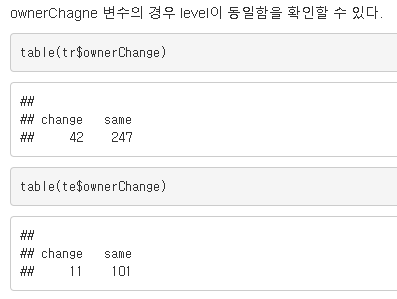 ownerChagne 변수의 경우 level이 동일함을 확인할 수 있다.
table(tr$ownerChange)
##
## change   same
##     42    247
table(te$ownerChange)
##
## change   same
##     11    101